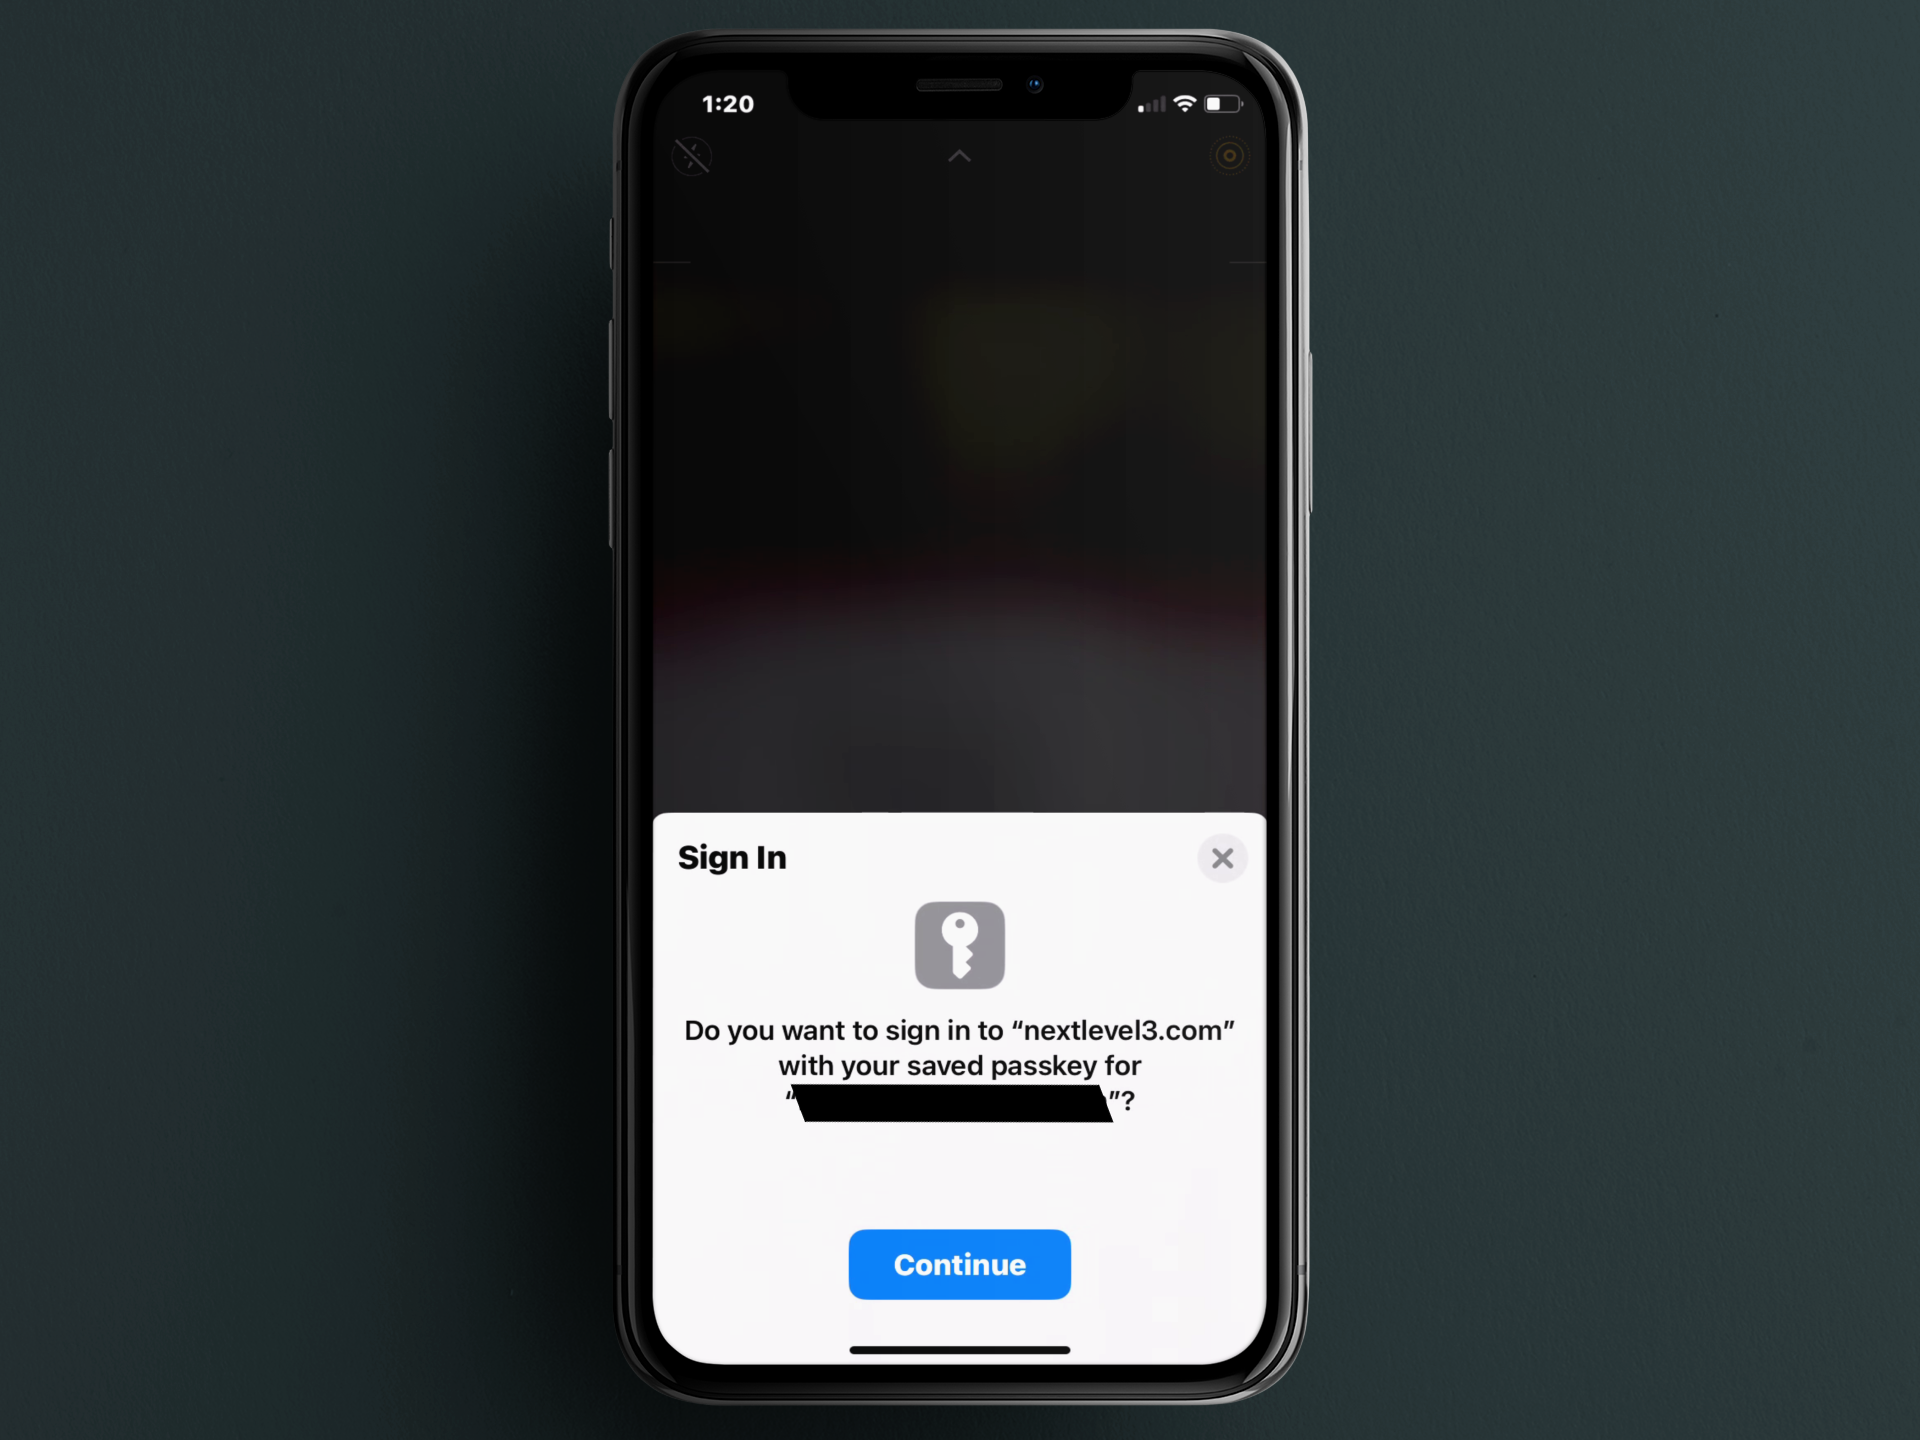 1:20
Sign In
Do you want to sign in to “nextlevel3.com”
with your saved passkey for
“ ”?
Continue